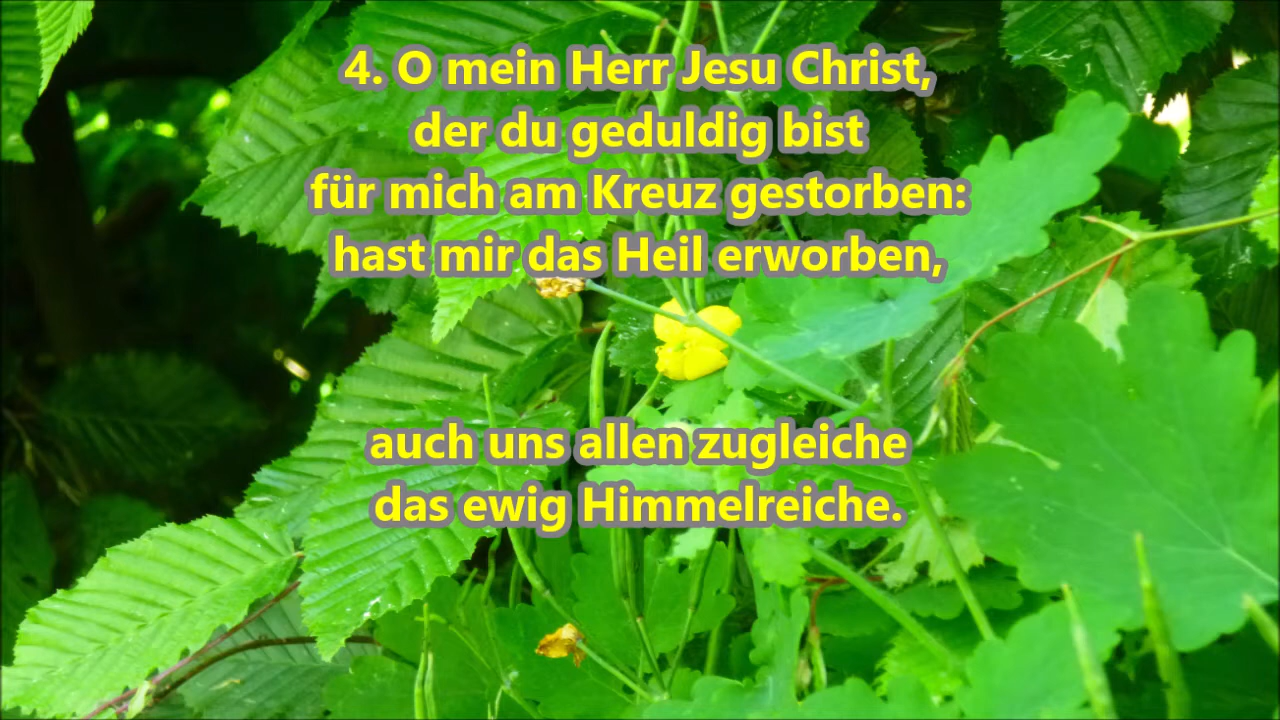 4. O mein Herr Jesu Christ,
der du geduldig bist
für mich am Kreuz gestorben:
hast mir das Heil erworben,
auch uns allen zugleiche
das ewig Himmelreiche.